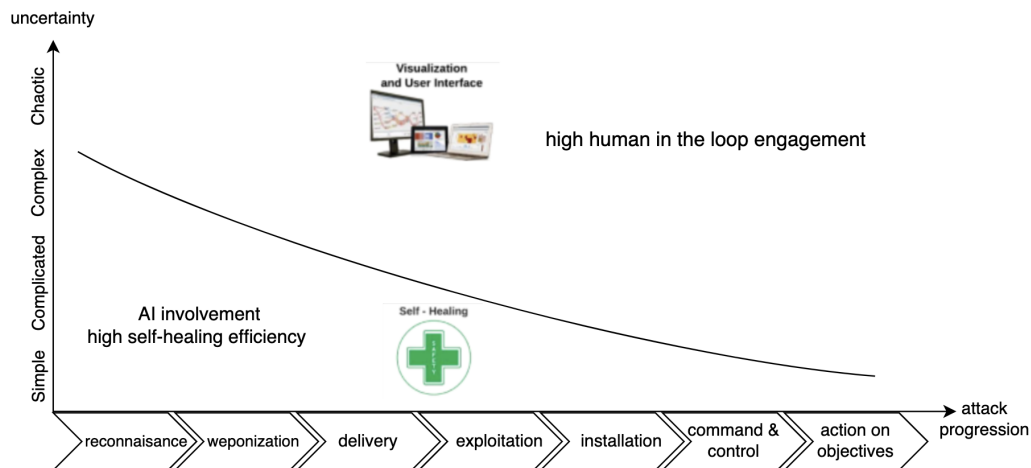 uncertainty
Chaotic
Complex
Complicated
Simple
Visualization
and User Interface
high human in the loop engagement
AI involvement
high self-healing efficiency
Self - Healing
SAFETY
reconnaisance
weponization
delivery
exploitation
installation
command &
control
action on
objectives
attack
progression